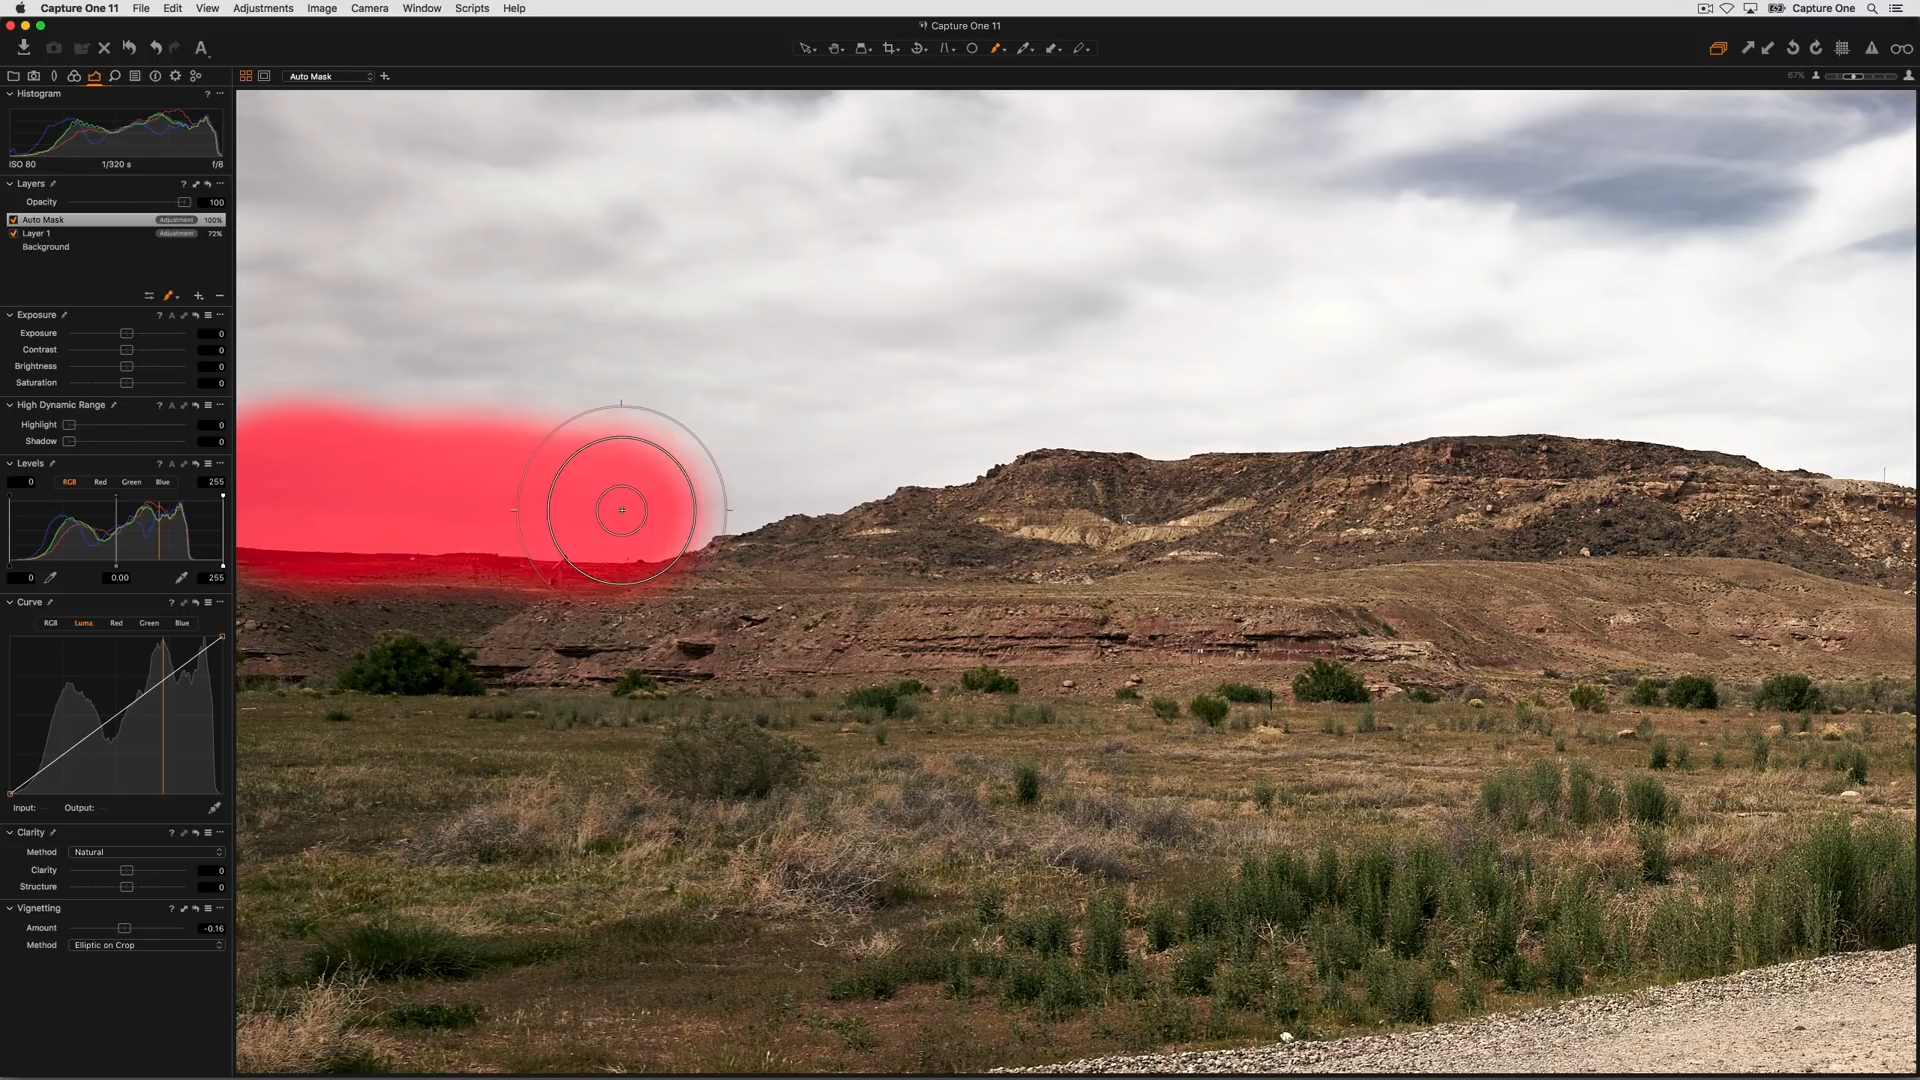 Capture One 11 File Edit View Adjustments Image Camera Window Scripts Help Capture One
Capture One 11
Auto Mask 67%
Histogram
ISO 80 1/320 s f/8
Layers
Opacity 100
Auto Mask Adjustment 100%
Layer 1 Adjustment 72%
Background
Exposure
Exposure 0
Contrast 0
Brightness 0
Saturation 0
High Dynamic Range
Highlight
Shadow
Levels
0 RGB Red Green Blue 255
0 0.00 255
Curve
RGB Luma Red Green Blue
Input: Output:
Clarity
Method Natural
Clarity 0
Structure 0
Vignetting
Amount -0.16
Method Elliptic on Crop